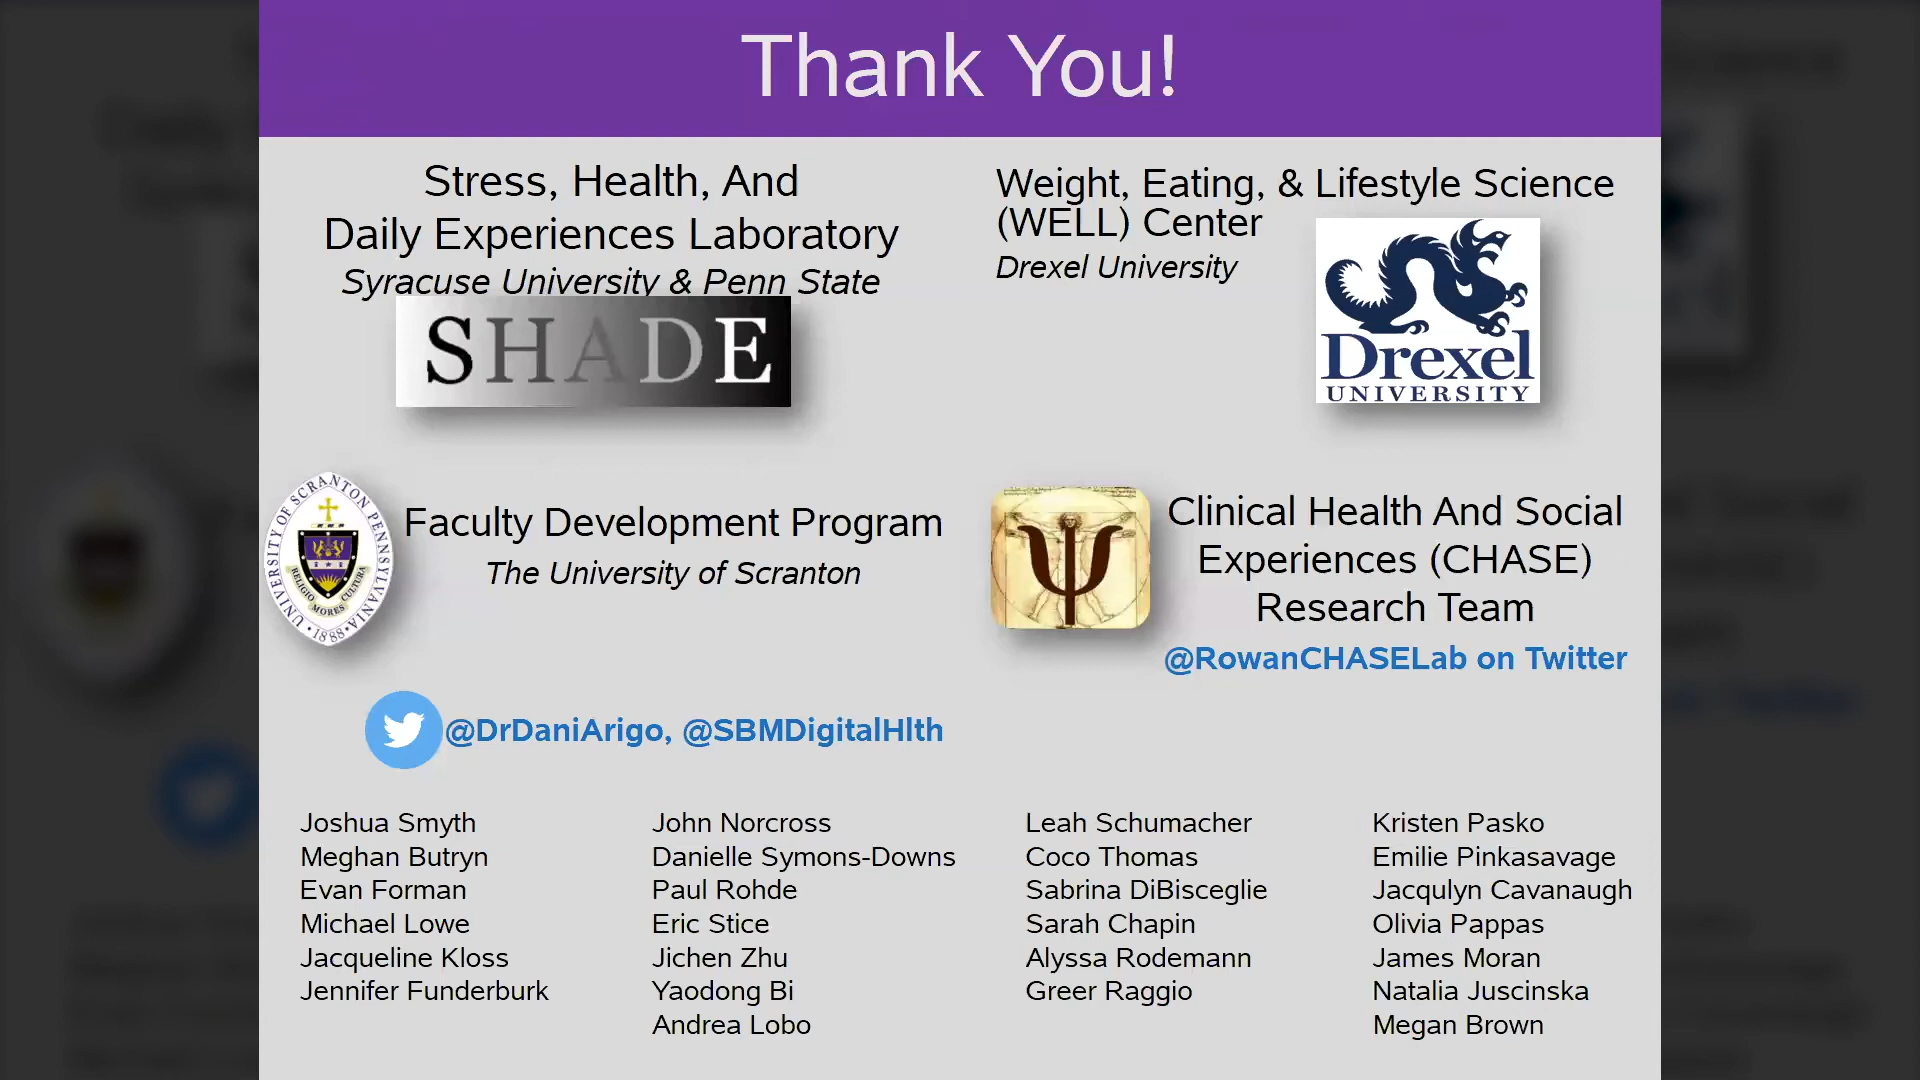 Thank You!
Stress, Health, And
Daily Experiences Laboratory
Syracuse University & Penn State
SHADE
Weight, Eating, & Lifestyle Science
(WELL) Center
Drexel University
Drexel
UNIVERSITY
UNIVERSITY OF SCRANTON PENNSYLVANIA
RELIGIO MORES CULTURA
1888
Faculty Development Program
The University of Scranton
Clinical Health And Social
Experiences (CHASE)
Research Team
@RowanCHASELab on Twitter
@DrDaniArigo, @SBMDigitalHlth
Joshua Smyth
Meghan Butryn
Evan Forman
Michael Lowe
Jacqueline Kloss
Jennifer Funderburk
John Norcross
Danielle Symons-Downs
Paul Rohde
Eric Stice
Jichen Zhu
Yaodong Bi
Andrea Lobo
Leah Schumacher
Coco Thomas
Sabrina DiBisceglie
Sarah Chapin
Alyssa Rodemann
Greer Raggio
Kristen Pasko
Emilie Pinkasavage
Jacqulyn Cavanaugh
Olivia Pappas
James Moran
Natalia Juscinska
Megan Brown